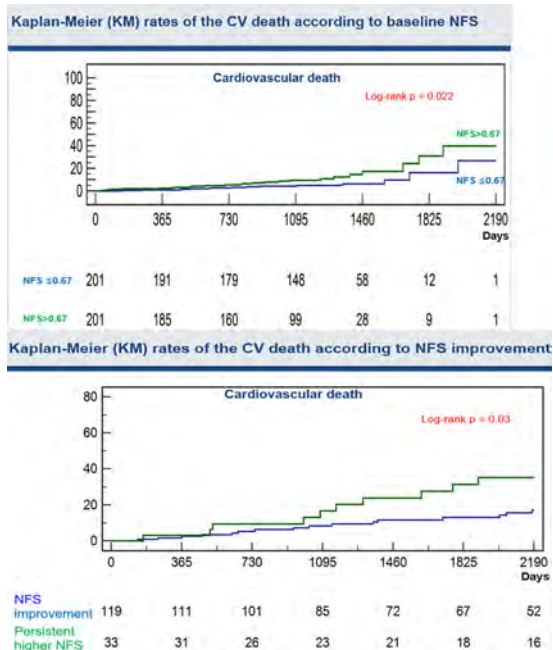 Kaplan-Meier (KM) rates of the CV death according to baseline NFS
Cardiovascular death
Log-rank p = 0.022
100
80
60
40
20
0
NFS>0.67
NFS ≤0.67
0 365 730 1095 1460 1825 2190
Days
NFS ≤0.67 201 191 179 148 58 12 1
NFS>0.67 201 185 160 99 28 9 1
Kaplan-Meier (KM) rates of the CV death according to NFS improvement
Cardiovascular death
Log-rank p = 0.03
80
60
40
20
0
0 365 730 1095 1460 1825 2190
Days
NFS
improvement 119 111 101 85 72 67 52
Persistent
higher NFS 33 31 26 23 21 18 16